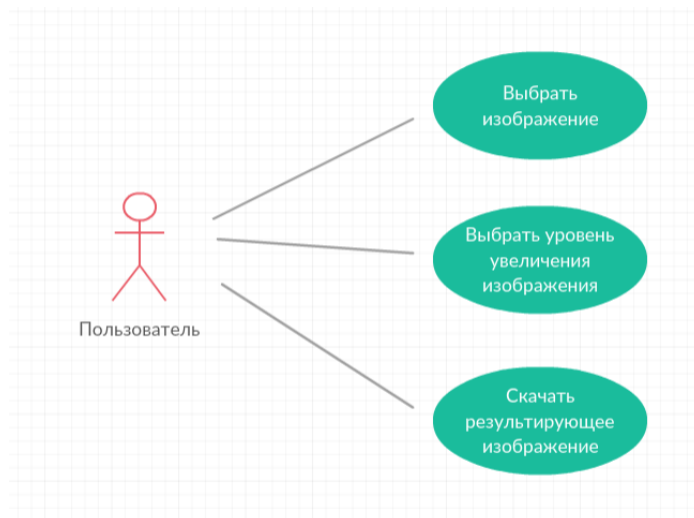 Выбрать
изображение
Выбрать уровень
увеличения
изображения
Пользователь
Скачать
результирующее
изображение